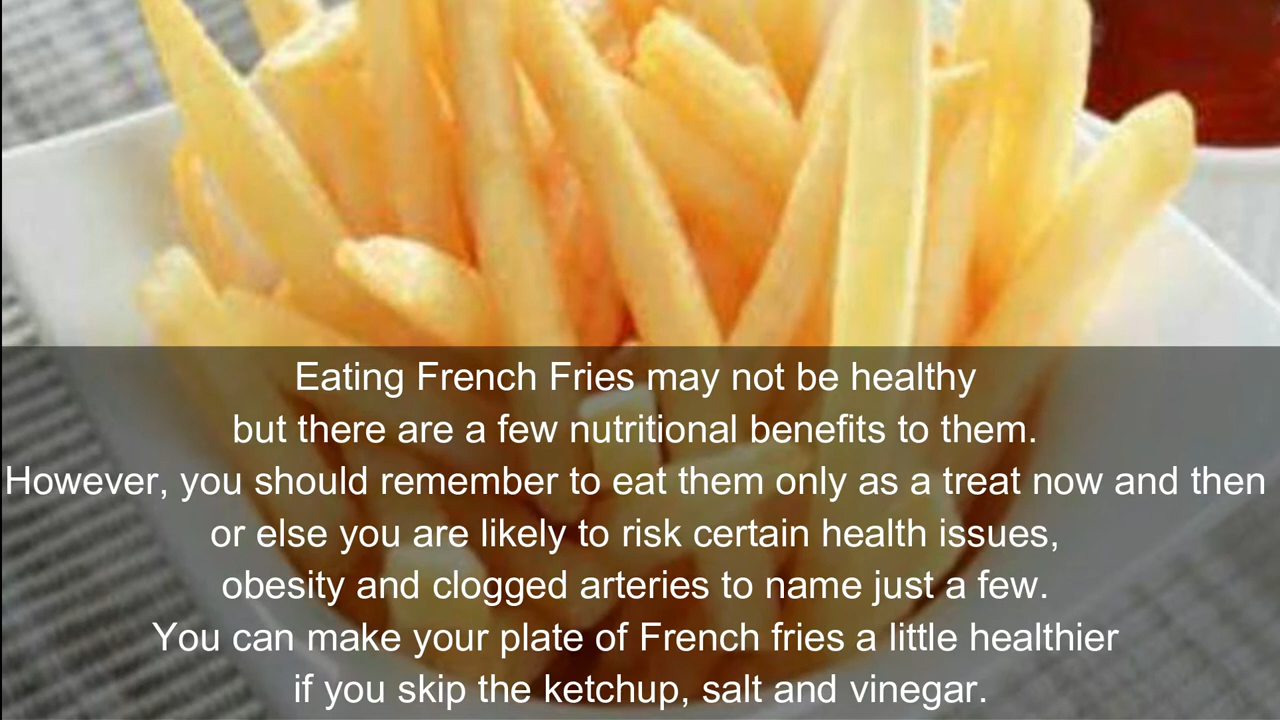 Eating French Fries may not be healthy
but there are a few nutritional benefits to them.
However, you should remember to eat them only as a treat now and then
or else you are likely to risk certain health issues,
obesity and clogged arteries to name just a few.
You can make your plate of French fries a little healthier
if you skip the ketchup, salt and vinegar.